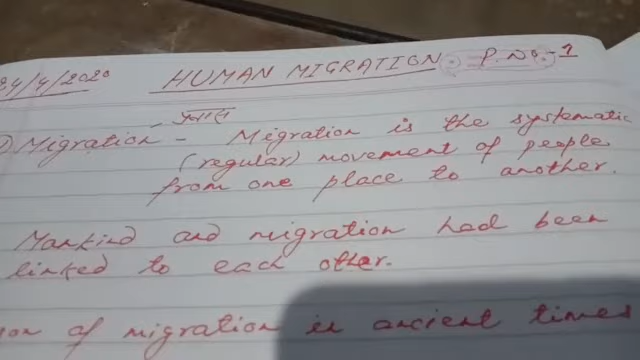 24/4/2020 HUMAN MIGRATION P.No-1
प्रवास
Migration - Migration is the systematic
(regular) movement of people
from one place to another.
Mankind and migration had been
linked to each other.
of migration in ancient times